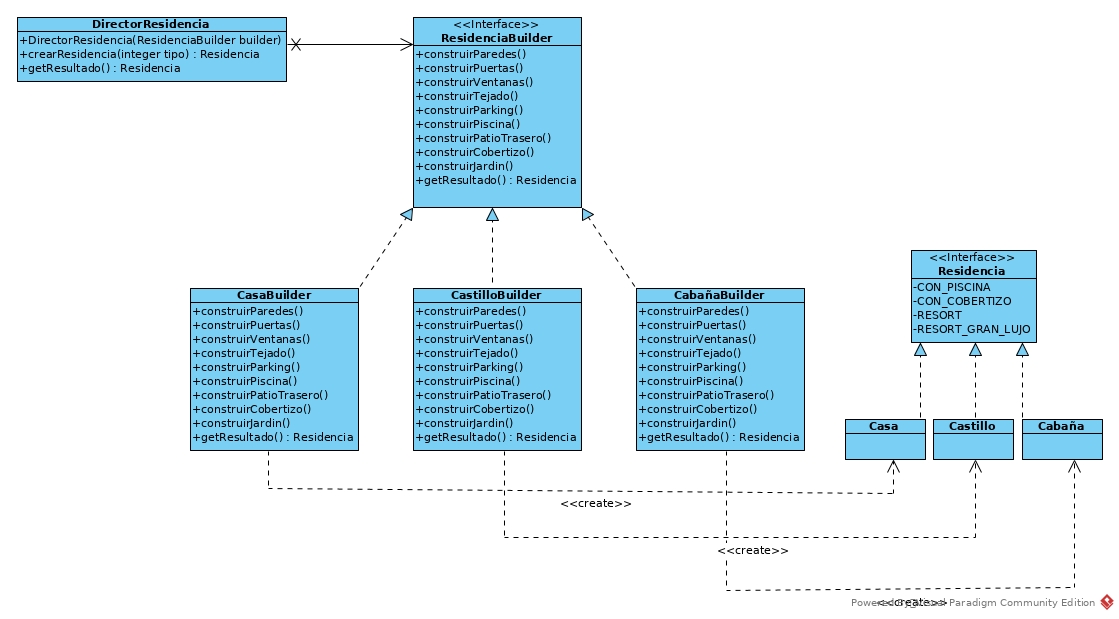 DirectorResidencia
+DirectorResidencia(ResidenciaBuilder builder)
+crearResidencia(integer tipo) : Residencia
+getResultado() : Residencia
<<Interface>>
ResidenciaBuilder
+construirParedes()
+construirPuertas()
+construirVentanas()
+construirTejado()
+construirParking()
+construirPiscina()
+construirPatioTrasero()
+construirCobertizo()
+construirJardin()
+getResultado() : Residencia
CasaBuilder
+construirParedes()
+construirPuertas()
+construirVentanas()
+construirTejado()
+construirParking()
+construirPiscina()
+construirPatioTrasero()
+construirCobertizo()
+construirJardin()
+getResultado() : Residencia
CastilloBuilder
+construirParedes()
+construirPuertas()
+construirVentanas()
+construirTejado()
+construirParking()
+construirPiscina()
+construirPatioTrasero()
+construirCobertizo()
+construirJardin()
+getResultado() : Residencia
CabañaBuilder
+construirParedes()
+construirPuertas()
+construirVentanas()
+construirTejado()
+construirParking()
+construirPiscina()
+construirPatioTrasero()
+construirCobertizo()
+construirJardin()
+getResultado() : Residencia
<<Interface>>
Residencia
-CON_PISCINA
-CON_COBERTIZO
-RESORT
-RESORT_GRAN_LUJO
Casa
Castillo
Cabaña
<<create>>
<<create>>
<<create>>
Powered By Visual Paradigm Community Edition